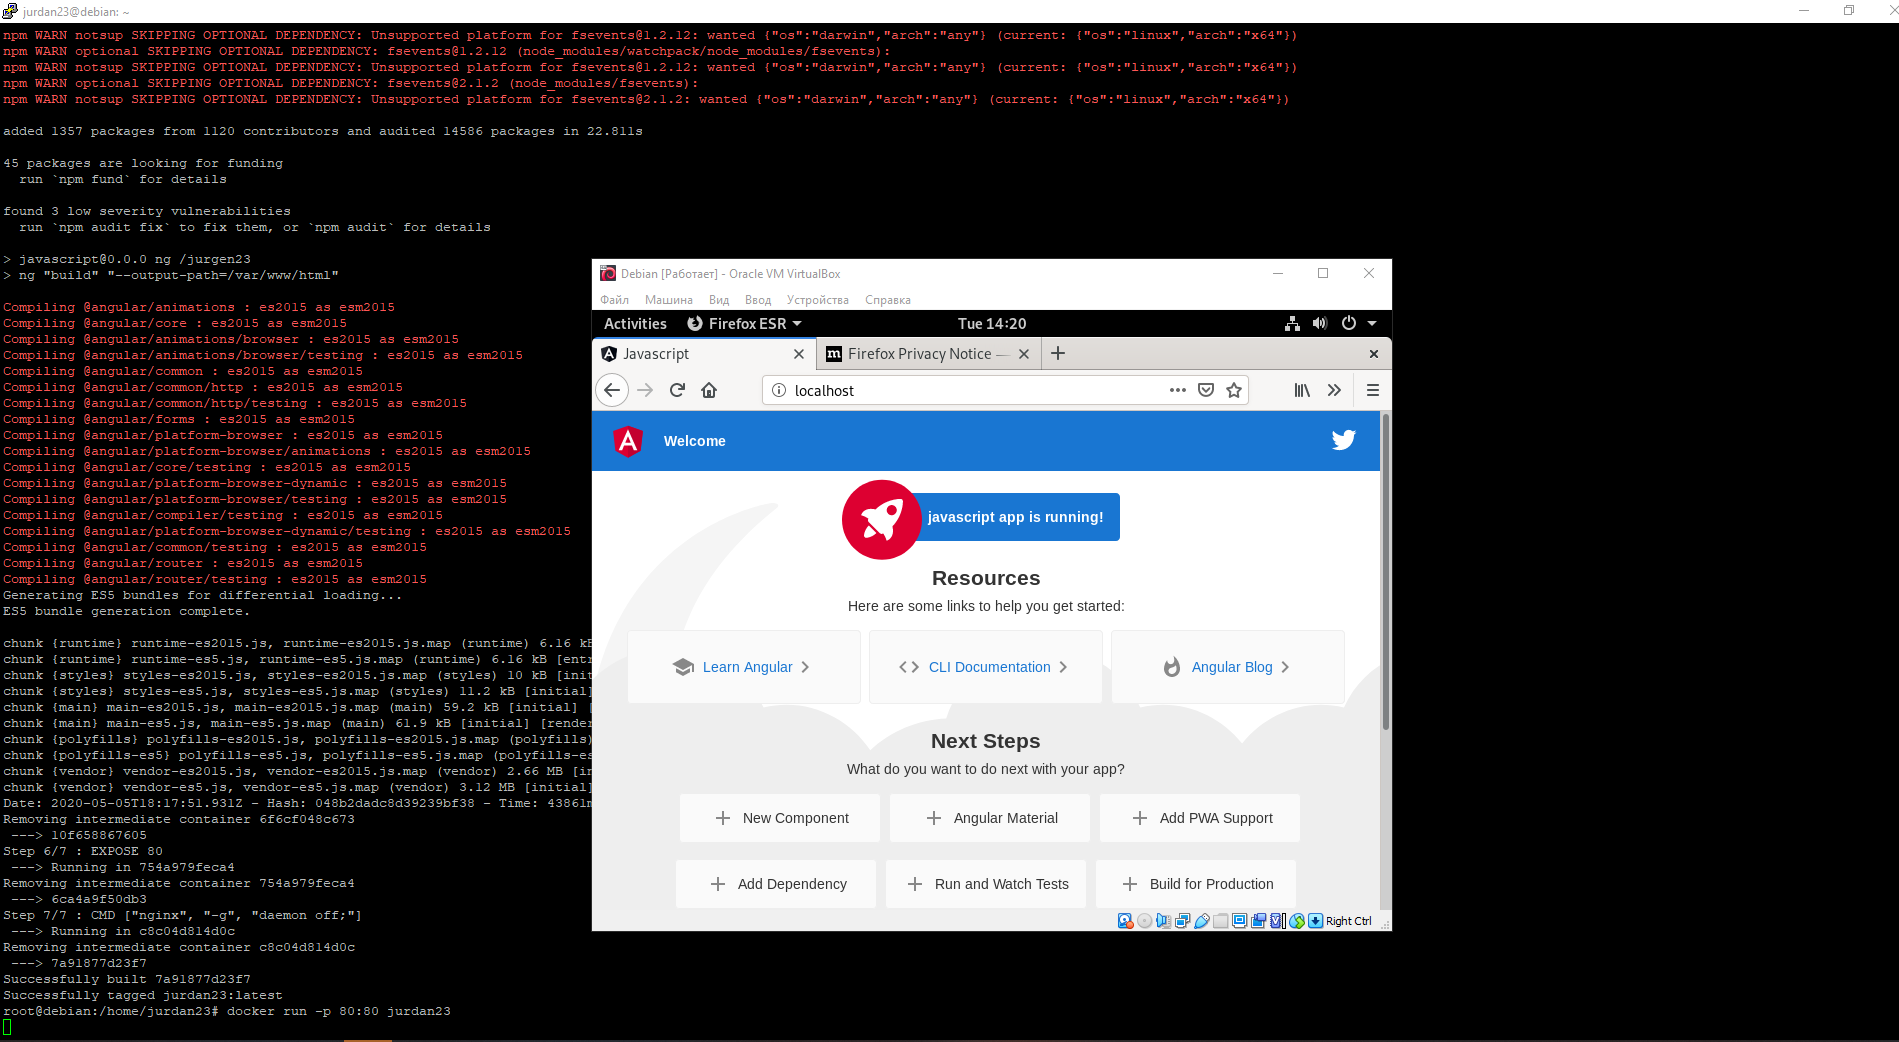 jurdan23@debian: ~
npm WARN notsup SKIPPING OPTIONAL DEPENDENCY: Unsupported platform for fsevents@1.2.12: wanted {"os":"darwin","arch":"any"} (current: {"os":"linux","arch":"x64"})
npm WARN optional SKIPPING OPTIONAL DEPENDENCY: fsevents@1.2.12 (node_modules/watchpack/node_modules/fsevents):
npm WARN notsup SKIPPING OPTIONAL DEPENDENCY: Unsupported platform for fsevents@1.2.12: wanted {"os":"darwin","arch":"any"} (current: {"os":"linux","arch":"x64"})
npm WARN optional SKIPPING OPTIONAL DEPENDENCY: fsevents@2.1.2 (node_modules/fsevents):
npm WARN notsup SKIPPING OPTIONAL DEPENDENCY: Unsupported platform for fsevents@2.1.2: wanted {"os":"darwin","arch":"any"} (current: {"os":"linux","arch":"x64"})
added 1357 packages from 1120 contributors and audited 14586 packages in 22.811s
45 packages are looking for funding
run `npm fund` for details
found 3 low severity vulnerabilities
run `npm audit fix` to fix them, or `npm audit` for details
> javascript@0.0.0 ng /jurgen23
> ng "build" "--output-path=/var/www/html"
Compiling @angular/animations : es2015 as esm2015
Compiling @angular/core : es2015 as esm2015
Compiling @angular/animations/browser : es2015 as esm2015
Compiling @angular/animations/browser/testing : es2015 as esm2015
Compiling @angular/common : es2015 as esm2015
Compiling @angular/common/http : es2015 as esm2015
Compiling @angular/common/http/testing : es2015 as esm2015
Compiling @angular/forms : es2015 as esm2015
Compiling @angular/platform-browser : es2015 as esm2015
Compiling @angular/platform-browser/animations : es2015 as esm2015
Compiling @angular/core/testing : es2015 as esm2015
Compiling @angular/platform-browser-dynamic : es2015 as esm2015
Compiling @angular/platform-browser/testing : es2015 as esm2015
Compiling @angular/compiler/testing : es2015 as esm2015
Compiling @angular/platform-browser-dynamic/testing : es2015 as esm2015
Compiling @angular/common/testing : es2015 as esm2015
Compiling @angular/router : es2015 as esm2015
Compiling @angular/router/testing : es2015 as esm2015
Generating ES5 bundles for differential loading...
ES5 bundle generation complete.
chunk {runtime} runtime-es2015.js, runtime-es2015.js.map (runtime) 6.16 kB
chunk {runtime} runtime-es5.js, runtime-es5.js.map (runtime) 6.16 kB [entr
chunk {styles} styles-es2015.js, styles-es2015.js.map (styles) 10 kB [init
chunk {styles} styles-es5.js, styles-es5.js.map (styles) 11.2 kB [initial]
chunk {main} main-es2015.js, main-es2015.js.map (main) 59.2 kB [initial] [
chunk {main} main-es5.js, main-es5.js.map (main) 61.9 kB [initial] [render
chunk {polyfills} polyfills-es2015.js, polyfills-es2015.js.map (polyfills)
chunk {polyfills-es5} polyfills-es5.js, polyfills-es5.js.map (polyfills-es
chunk {vendor} vendor-es2015.js, vendor-es2015.js.map (vendor) 2.66 MB [in
chunk {vendor} vendor-es5.js, vendor-es5.js.map (vendor) 3.12 MB [initial]
Date: 2020-05-05T18:17:51.931Z - Hash: 048b2dadc8d39239bf38 - Time: 43861m
Removing intermediate container 6f6cf048c673
---> 10f658867605
Step 6/7 : EXPOSE 80
---> Running in 754a979feca4
Removing intermediate container 754a979feca4
---> 6ca4a9f50db3
Step 7/7 : CMD ["nginx", "-g", "daemon off;"]
---> Running in c8c04d814d0c
Removing intermediate container c8c04d814d0c
---> 7a91877d23f7
Successfully built 7a91877d23f7
Successfully tagged jurdan23:latest
root@debian:/home/jurdan23# docker run -p 80:80 jurdan23
Debian [Работает] - Oracle VM VirtualBox
Файл Машина Вид Ввод Устройства Справка
Activities Firefox ESR Tue 14:20
Javascript Firefox Privacy Notice —
localhost
Welcome
javascript app is running!
Resources
Here are some links to help you get started:
Learn Angular CLI Documentation Angular Blog
Next Steps
What do you want to do next with your app?
New Component Angular Material Add PWA Support
Add Dependency Run and Watch Tests Build for Production
Right Ctrl